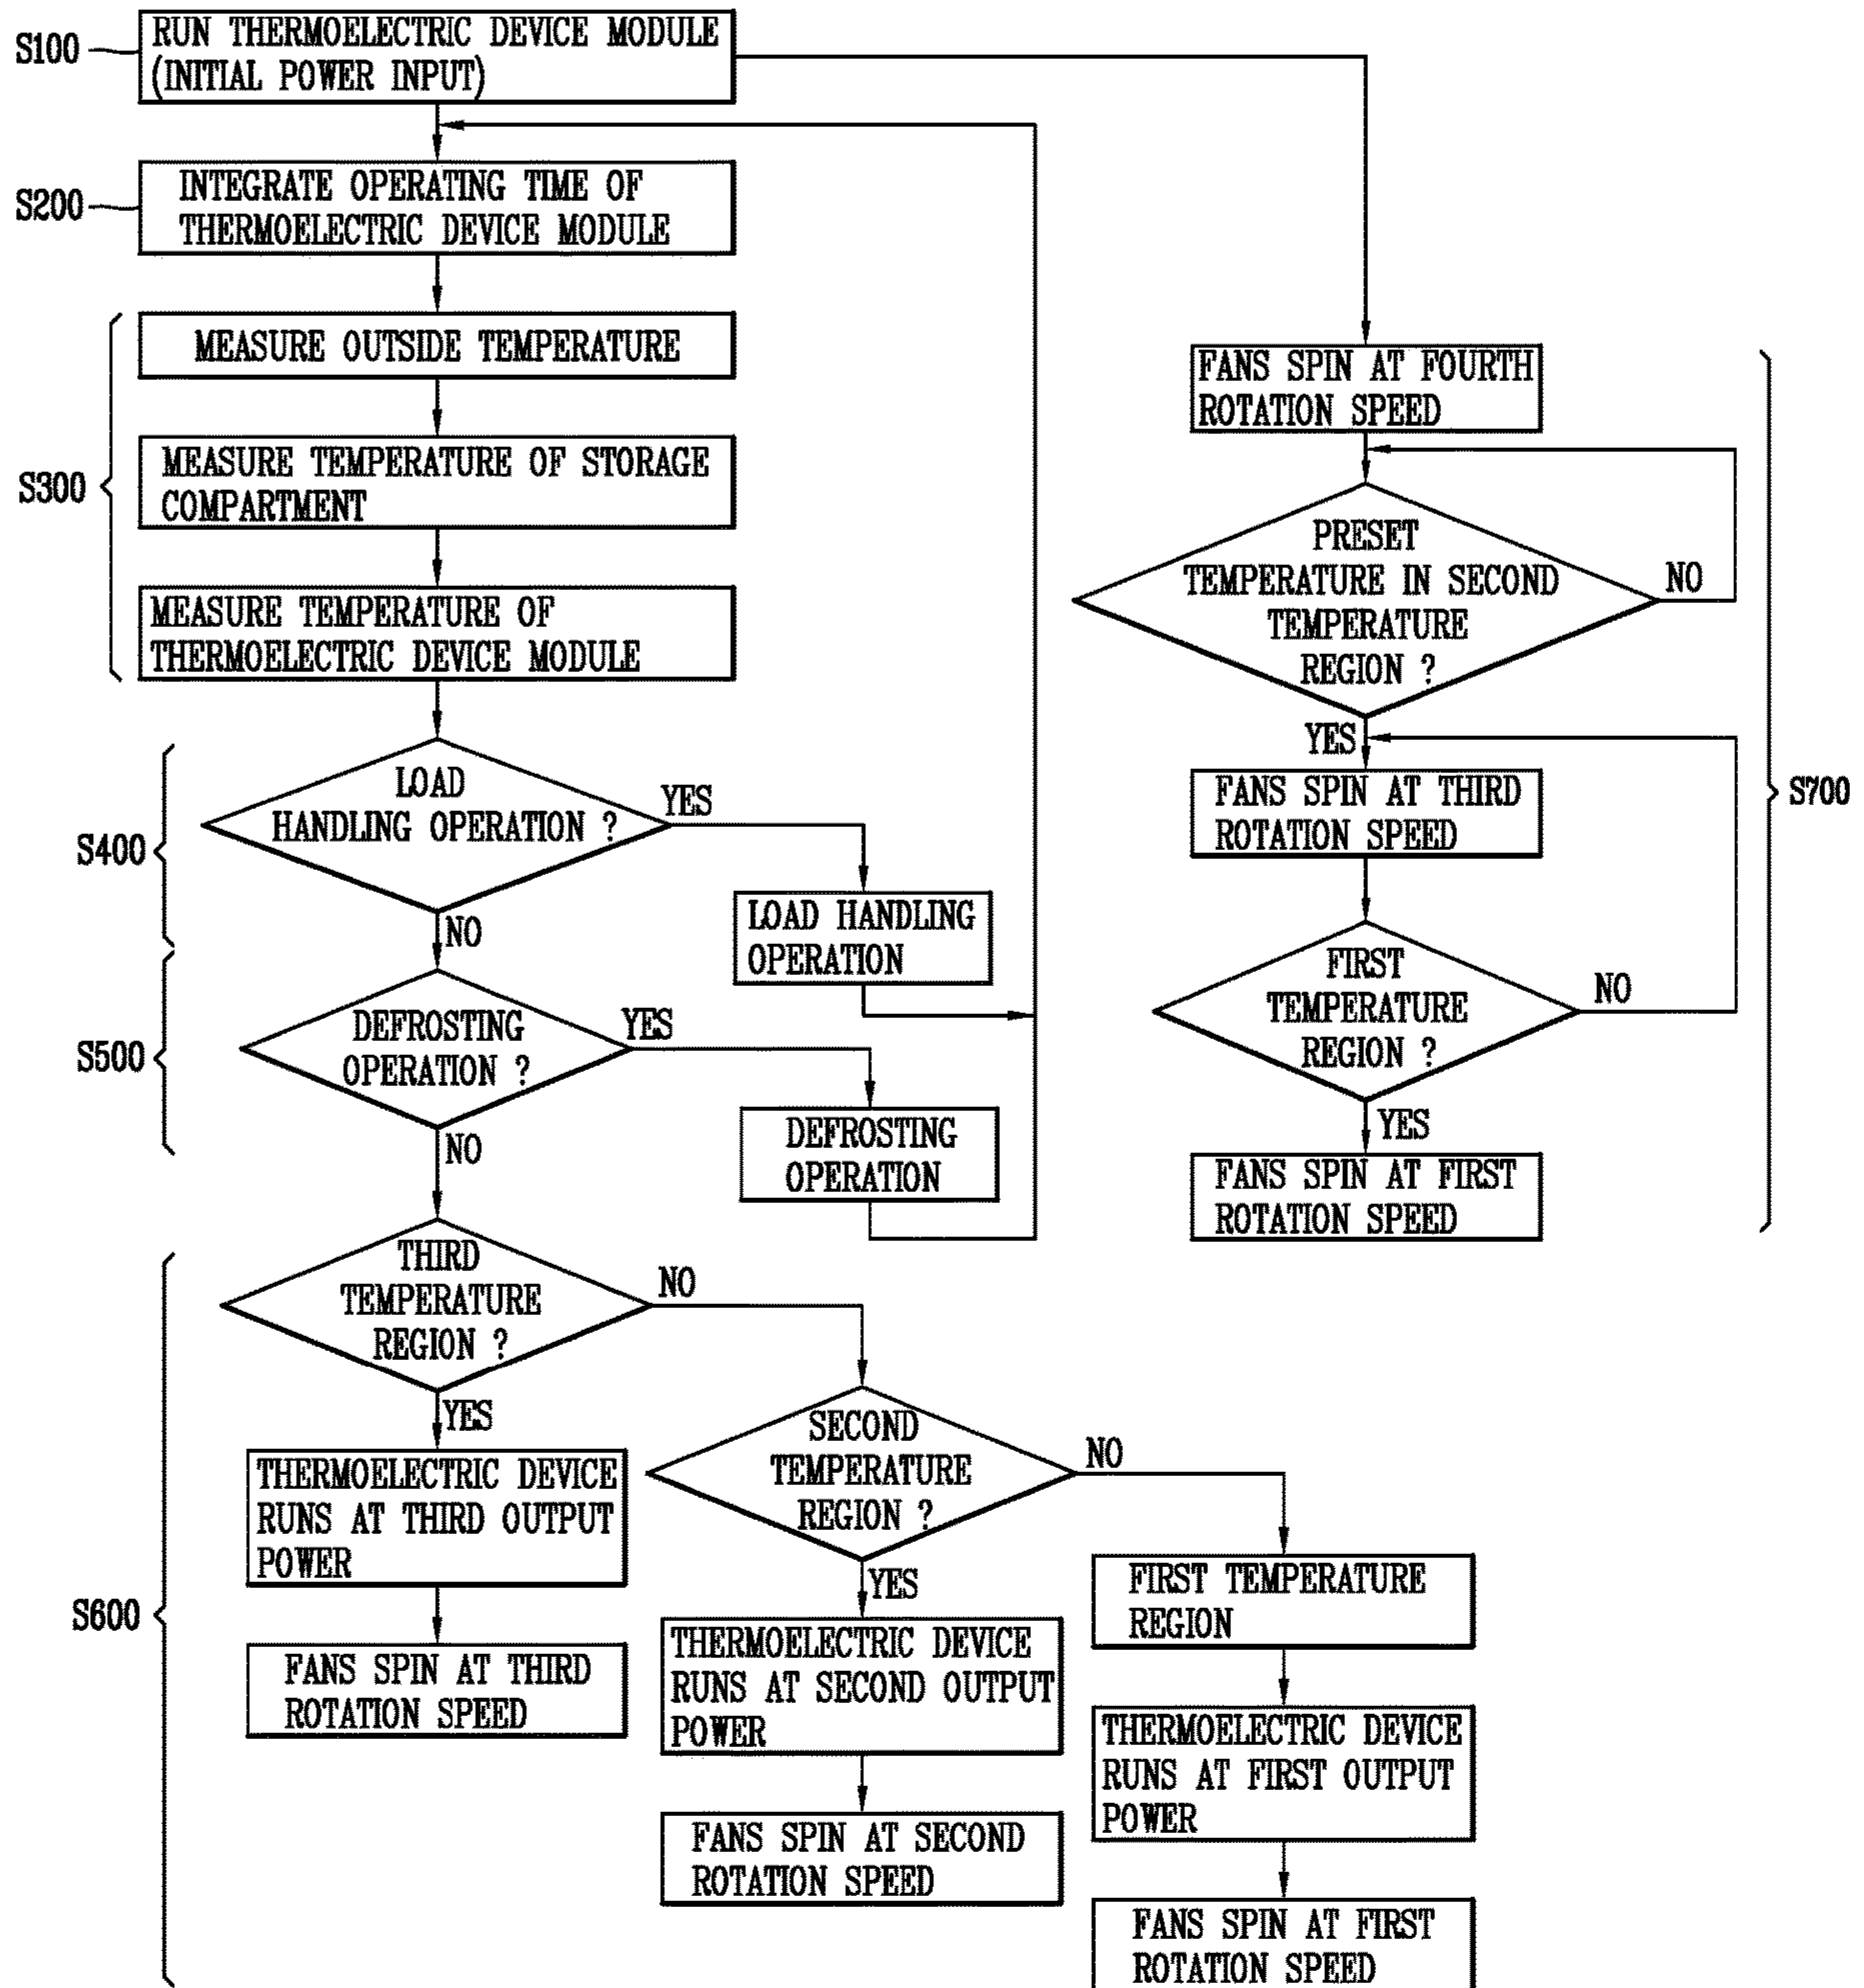 S100
RUN THERMOELECTRIC DEVICE MODULE
(INITIAL POWER INPUT)
S200
INTEGRATE OPERATING TIME OF
THERMOELECTRIC DEVICE MODULE
S300
MEASURE OUTSIDE TEMPERATURE
MEASURE TEMPERATURE OF STORAGE
COMPARTMENT
MEASURE TEMPERATURE OF
THERMOELECTRIC DEVICE MODULE
S400
LOAD
HANDLING OPERATION ?
YES
NO
LOAD HANDLING
OPERATION
S500
DEFROSTING
OPERATION ?
YES
NO
DEFROSTING
OPERATION
S600
THIRD
TEMPERATURE
REGION ?
NO
YES
THERMOELECTRIC DEVICE
RUNS AT THIRD OUTPUT
POWER
FANS SPIN AT THIRD
ROTATION SPEED
SECOND
TEMPERATURE
REGION ?
NO
YES
THERMOELECTRIC DEVICE
RUNS AT SECOND OUTPUT
POWER
FANS SPIN AT SECOND
ROTATION SPEED
FIRST TEMPERATURE
REGION
THERMOELECTRIC DEVICE
RUNS AT FIRST OUTPUT
POWER
FANS SPIN AT FIRST
ROTATION SPEED
FANS SPIN AT FOURTH
ROTATION SPEED
PRESET
TEMPERATURE IN SECOND
TEMPERATURE
REGION ?
NO
YES
FANS SPIN AT THIRD
ROTATION SPEED
S700
FIRST
TEMPERATURE
REGION ?
NO
YES
FANS SPIN AT FIRST
ROTATION SPEED